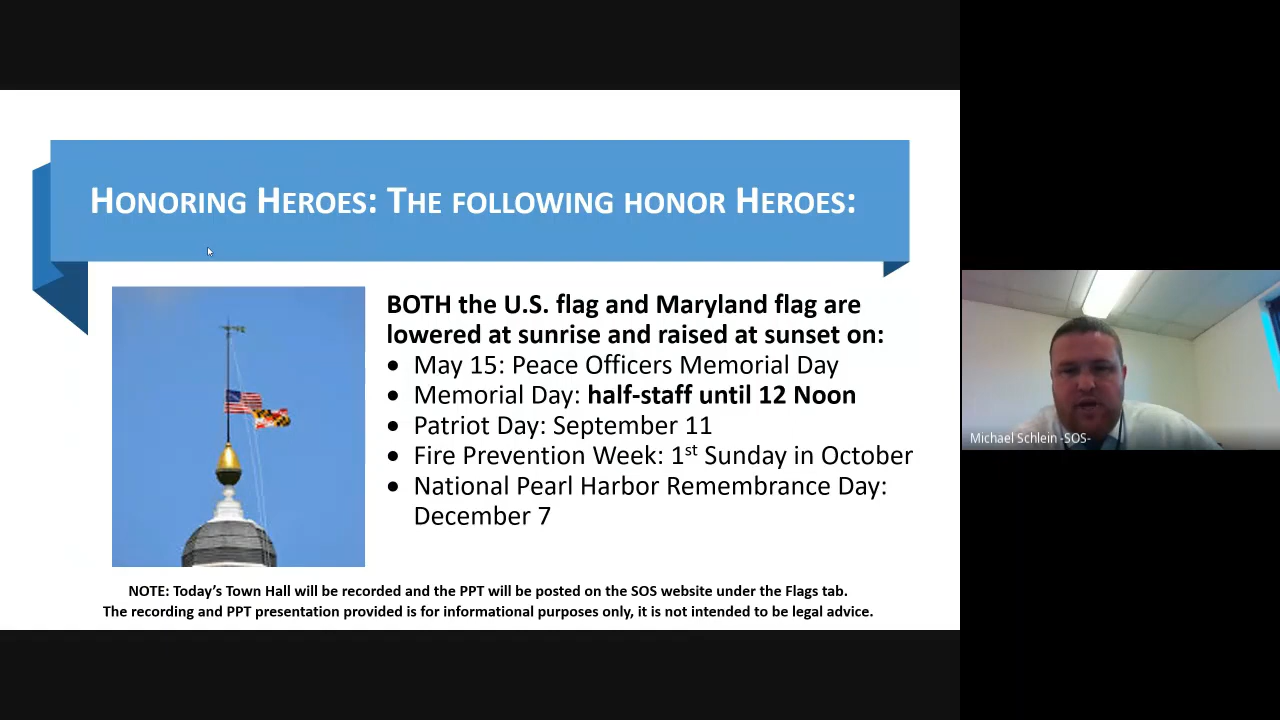 HONORING HEROES: THE FOLLOWING HONOR HEROES:
BOTH the U.S. flag and Maryland flag are
lowered at sunrise and raised at sunset on:
• May 15: Peace Officers Memorial Day
• Memorial Day: half-staff until 12 Noon
• Patriot Day: September 11
• Fire Prevention Week: 1st Sunday in October
• National Pearl Harbor Remembrance Day:
December 7
NOTE: Today's Town Hall will be recorded and the PPT will be posted on the SOS website under the Flags tab.
The recording and PPT presentation provided is for informational purposes only, it is not intended to be legal advice.
Michael Schlein -SOS-